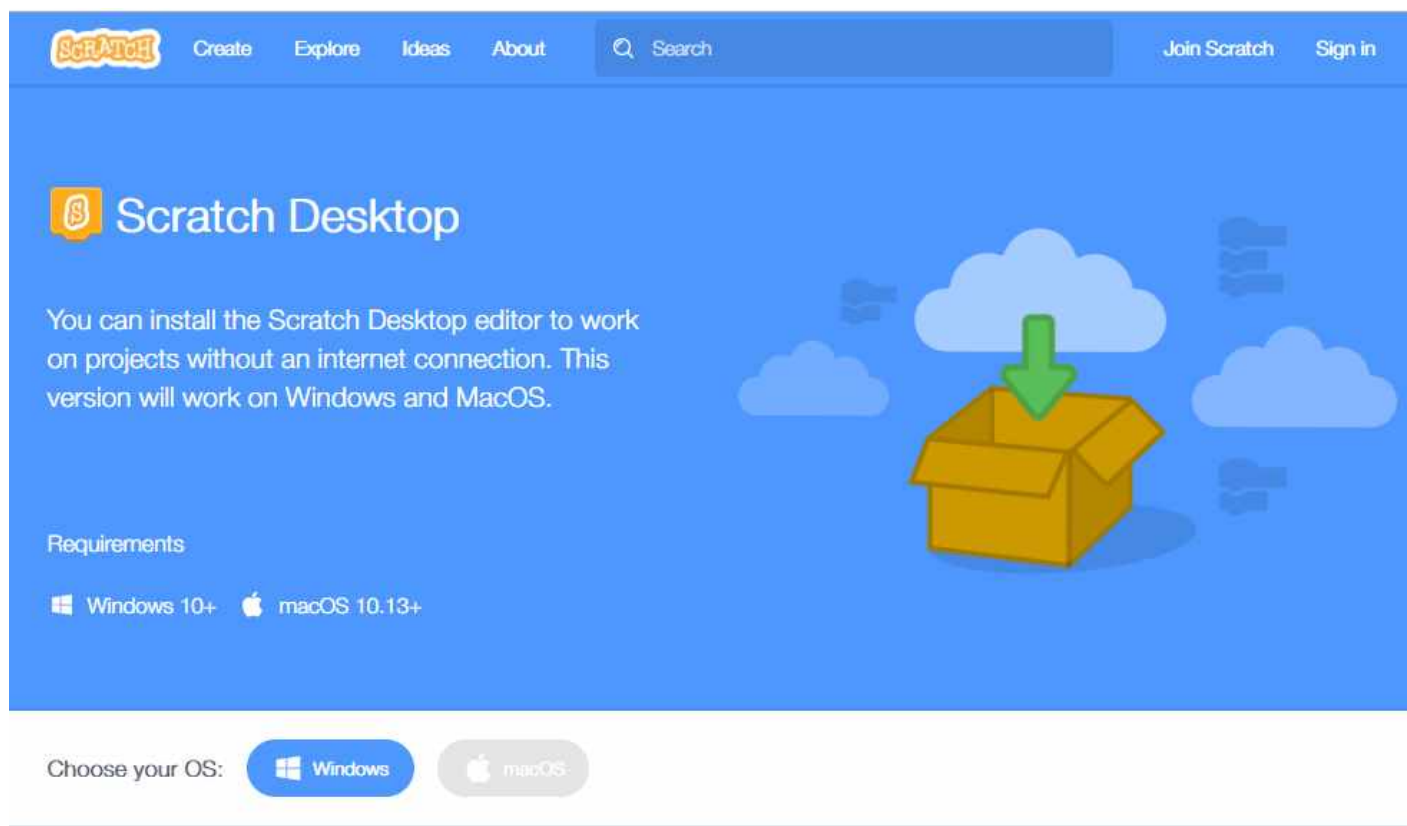 SCRATCH Create Explore Ideas About Search Join Scratch Sign in
Scratch Desktop
You can install the Scratch Desktop editor to work
on projects without an internet connection. This
version will work on Windows and MacOS.
Requirements
Windows 10+ macOS 10.13+
Choose your OS: Windows macOS